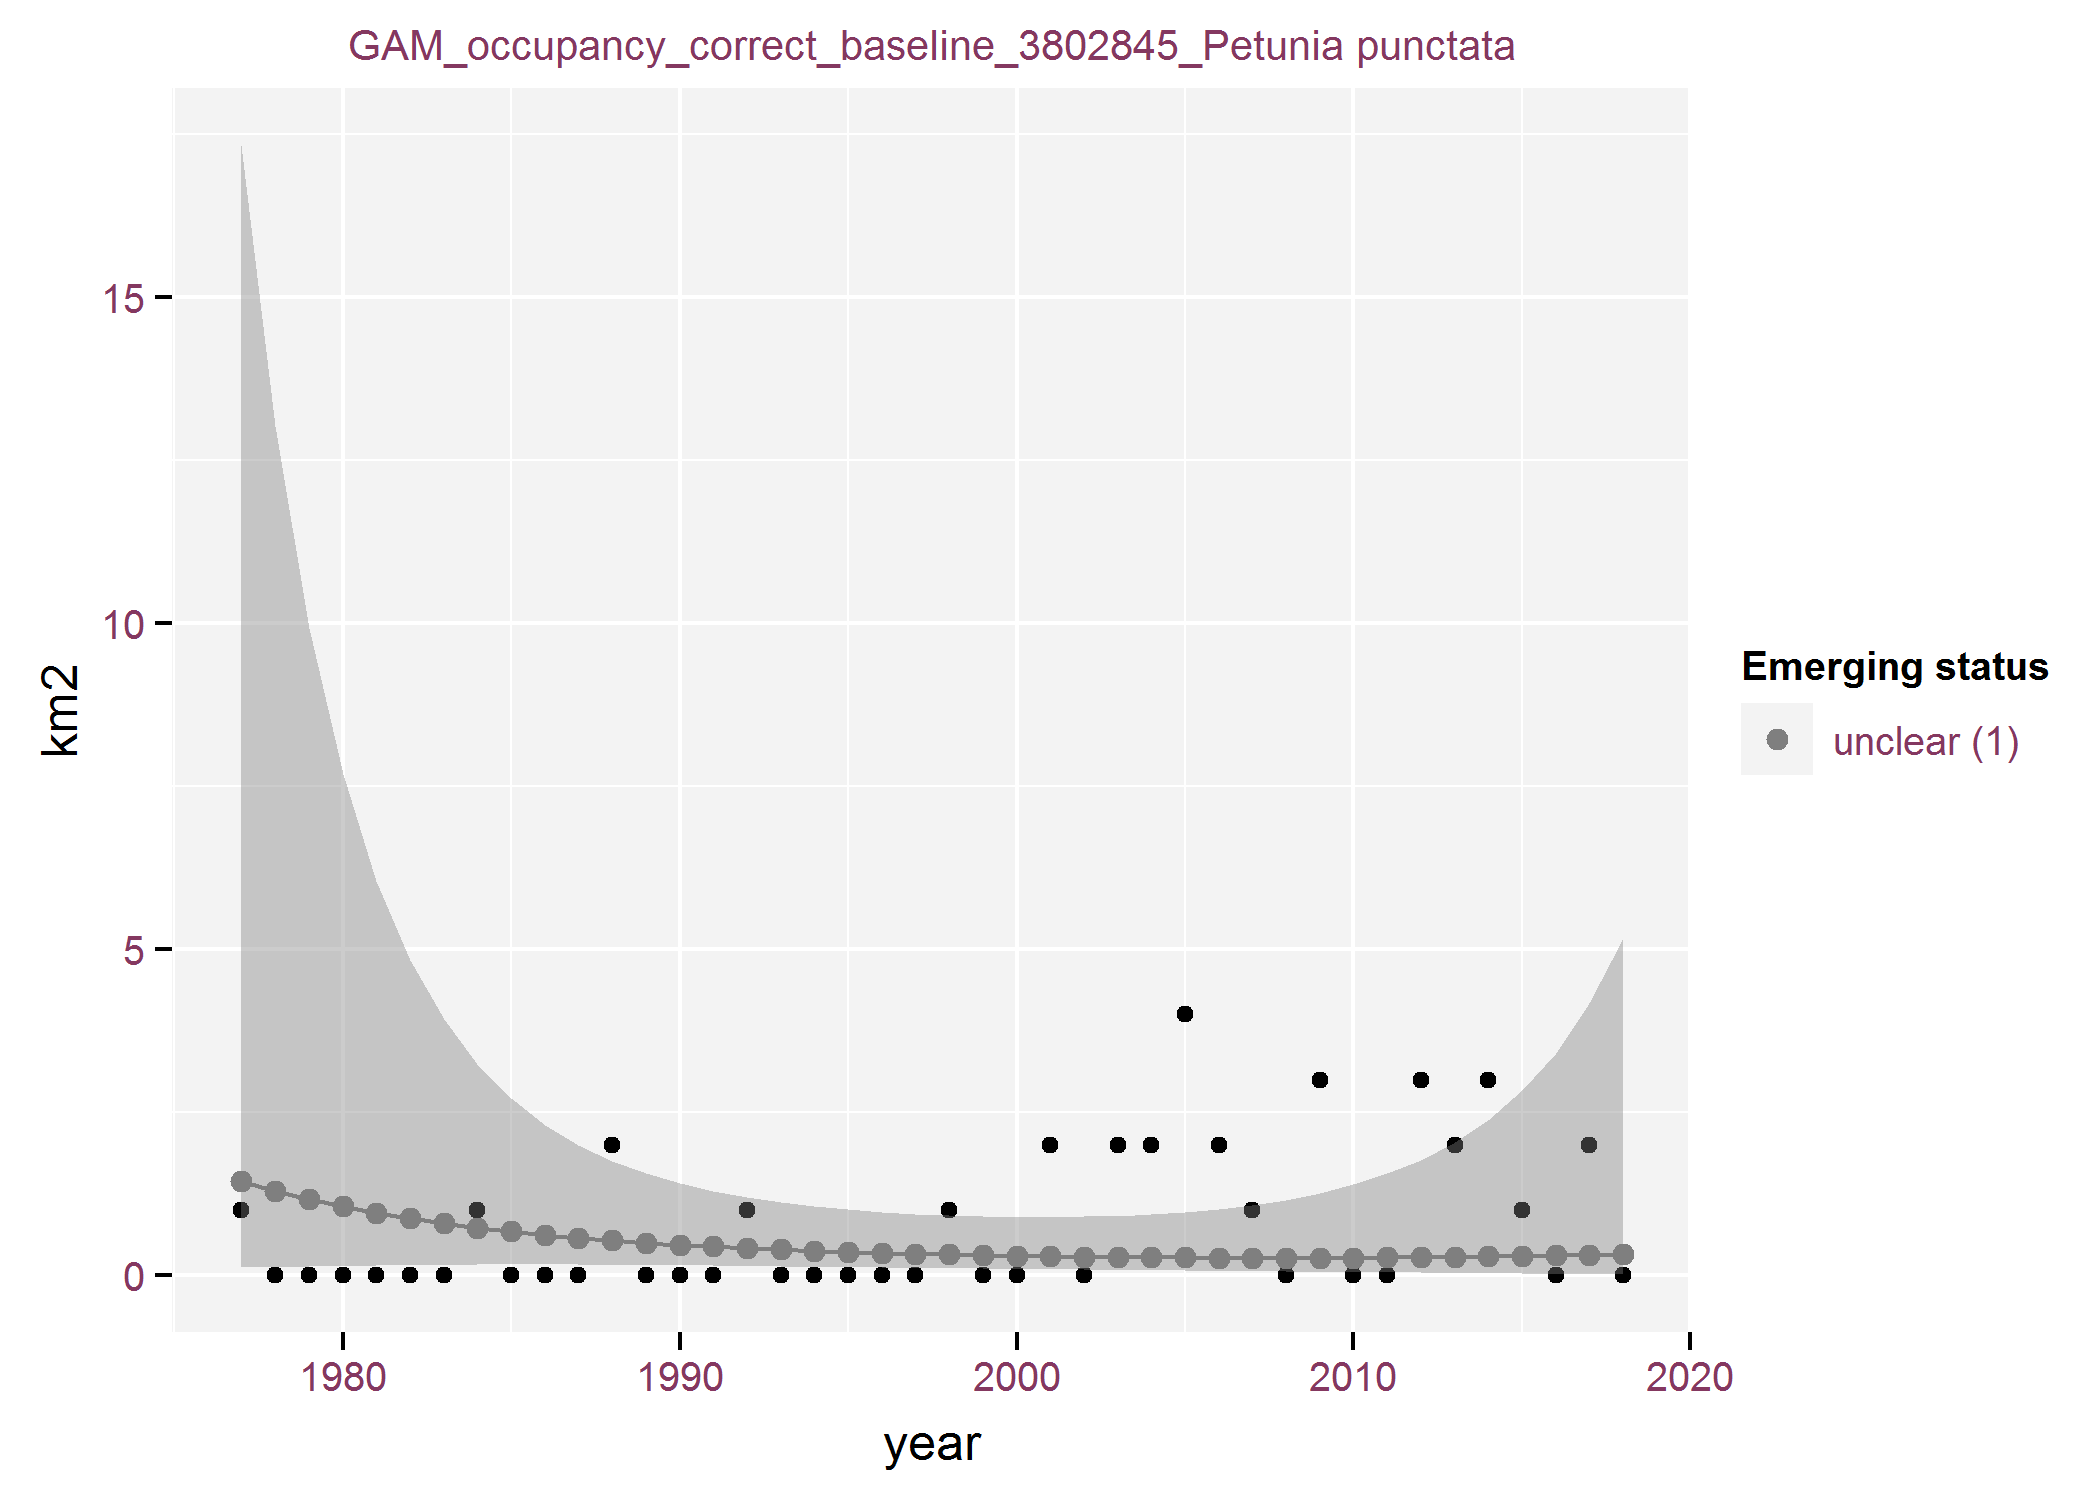 GAM_occupancy_correct_baseline_3802845_Petunia punctata
15
10
5
0
km2
1980 1990 2000 2010 2020
year
Emerging status
unclear (1)